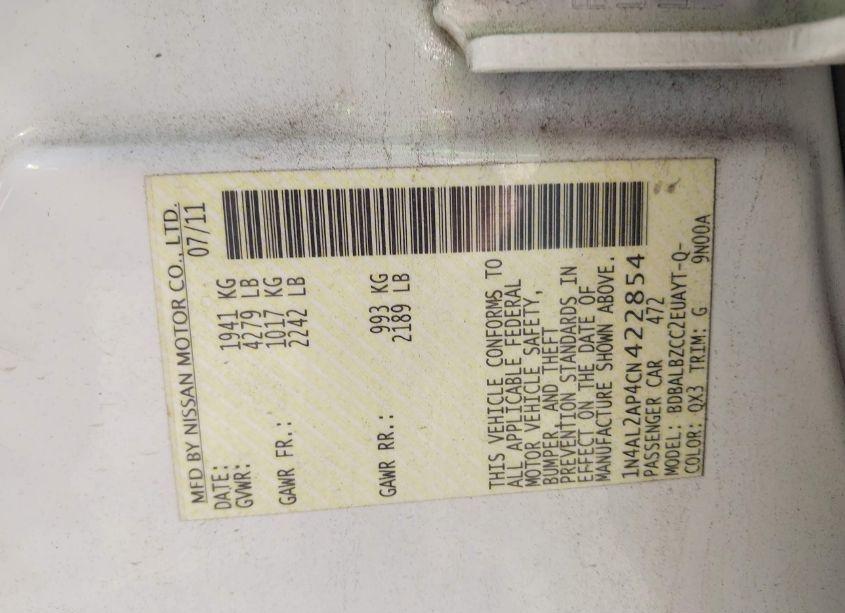 MFD BY NISSAN MOTOR CO., LTD.
DATE: 07/11
GVWR: 1941 KG
4279 LB
GAWR FR.: 1017 KG
2242 LB
GAWR RR.: 993 KG
2189 LB
THIS VEHICLE CONFORMS TO
ALL APPLICABLE FEDERAL
MOTOR VEHICLE SAFETY,
BUMPER, AND THEFT
PREVENTION STANDARDS IN
EFFECT ON THE DATE OF
MANUFACTURE SHOWN ABOVE.
1N4AL2AP4CN422854
PASSENGER CAR 472
MODEL: BDBALBZCC2EUAYT-Q-
COLOR: QX3 TRIM: G 9N00A